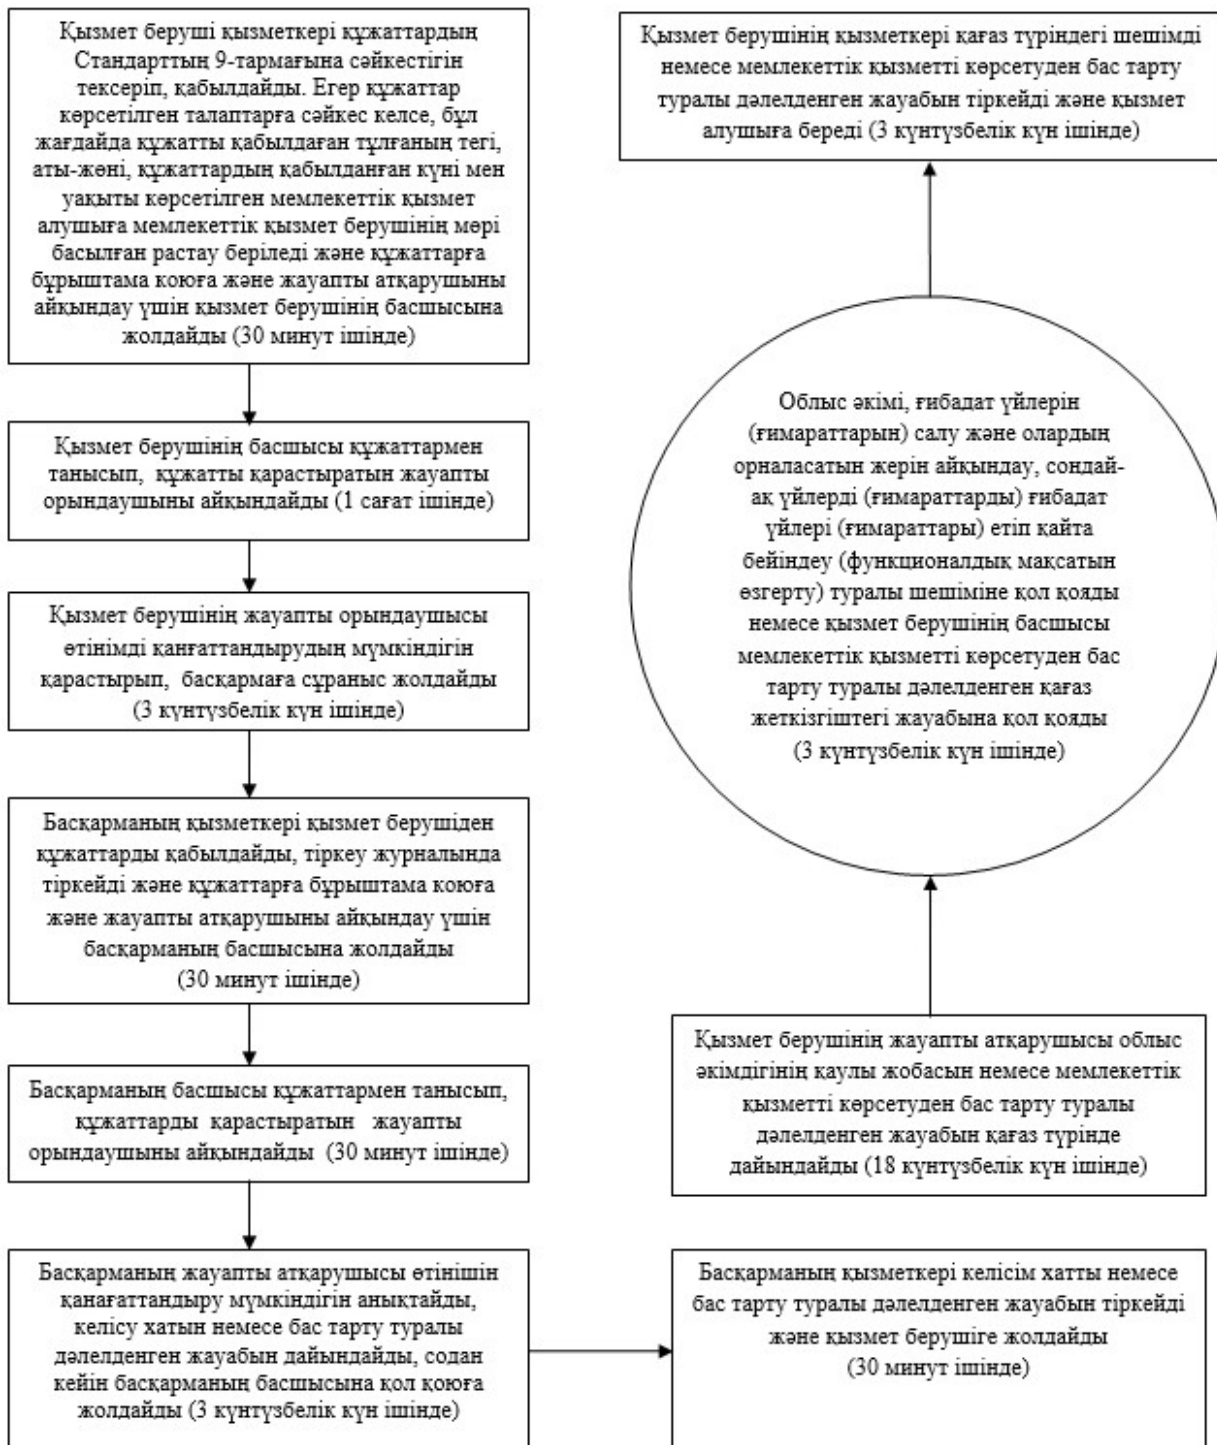 Қызмет беруші қызметкері құжаттардың
Стандарттың 9-тармағына сәйкестігін
тексеріп, қабылдайды. Егер құжаттар
көрсетілген талаптарға сәйкес келсе, бұл
жағдайда құжатты қабылдаған тұлғаның тегі,
аты-жөні, құжаттардың қабылданған күні мен
уақыты көрсетілген мемлекеттік қызмет
алушыға мемлекеттік қызмет берушінің мөрі
басылған растау беріледі және құжаттарға
бұрыштама коюға және жауапты атқарушыны
айқындау үшін қызмет берушінің басшысына
жолдайды (30 минут ішінде)
Қызмет берушінің басшысы құжаттармен
танысып, құжатты қарастыратын жауапты
орындаушыны айқындайды (1 сағат ішінде)
Қызмет берушінің жауапты орындаушысы
өтінімді қанғаттандырудың мүмкіндігін
қарастырып, басқармаға сұраныс жолдайды
(3 күнтүзбелік күн ішінде)
Басқарманың қызметкері қызмет берушіден
құжаттарды қабылдайды, тіркеу журналында
тіркейді және құжаттарға бұрыштама коюға
және жауапты атқарушыны айқындау үшін
басқарманың басшысына жолдайды
(30 минут ішінде)
Басқарманың басшысы құжаттармен танысып,
құжаттарды қарастыратын жауапты
орындаушыны айқындайды (30 минут ішінде)
Басқарманың жауапты атқарушысы өтінішін
қанағаттандыру мүмкіндігін анықтайды,
келісу хатын немесе бас тарту туралы
дәлелденген жауабын дайындайды, содан
кейін басқарманың басшысына қол қоюға
жолдайды (3 күнтүзбелік күн ішінде)
Басқарманың қызметкері келісім хатты немесе
бас тарту туралы дәлелденген жауабын тіркейді
және қызмет берушіге жолдайды
(30 минут ішінде)
Қызмет берушінің жауапты атқарушысы облыс
әкімдігінің қаулы жобасын немесе мемлекеттік
қызметті көрсетуден бас тарту туралы
дәлелденген жауабын қағаз түрінде
дайындайды (18 күнтүзбелік күн ішінде)
Облыс әкімі, ғибадат үйлерін
(ғимараттарын) салу және олардың
орналасатын жерін айқындау, сондай-
ақ үйлерді (ғимараттарды) ғибадат
үйлері (ғимараттары) етіп қайта
бейіндеу (функционалдық мақсатын
өзгерту) туралы шешіміне қол қояды
немесе қызмет берушінің басшысы
мемлекеттік қызметті көрсетуден бас
тарту туралы дәлелденген қағаз
жеткізгіштегі жауабына қол қояды
(3 күнтүзбелік күн ішінде)
Қызмет берушінің қызметкері қағаз түріндегі шешімді
немесе мемлекеттік қызметті көрсетуден бас тарту
туралы дәлелденген жауабын тіркейді және қызмет
алушыға береді (3 күнтүзбелік күн ішінде)